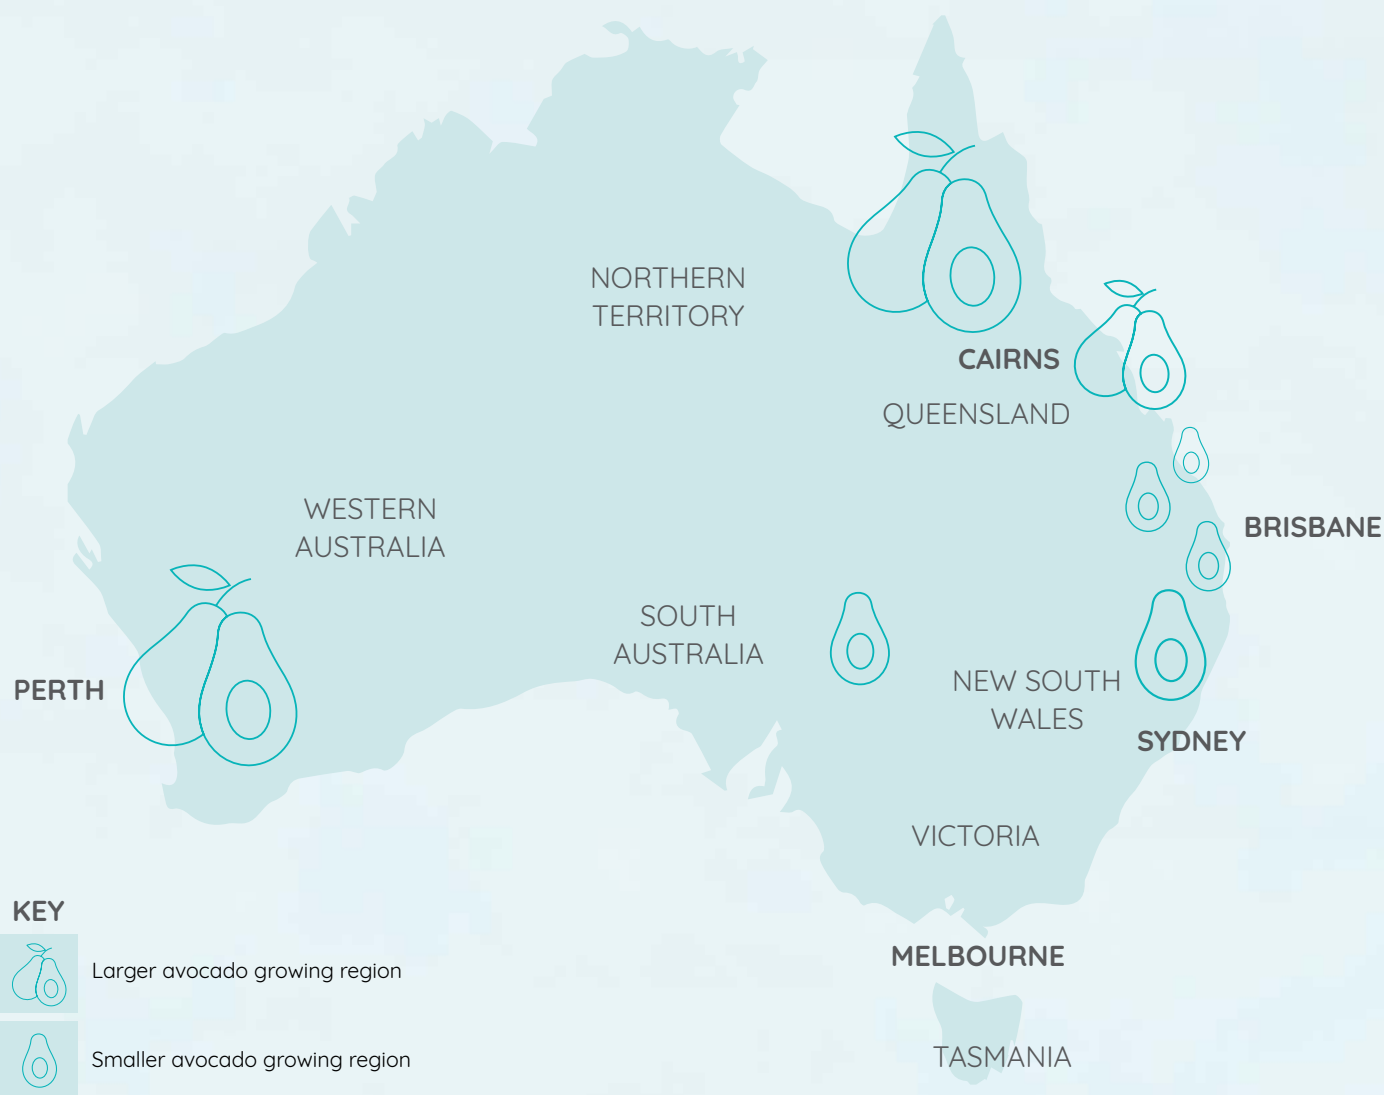 NORTHERN
TERRITORY
CAIRNS
QUEENSLAND
WESTERN
AUSTRALIA
BRISBANE
SOUTH
AUSTRALIA
PERTH
NEW SOUTH
WALES
SYDNEY
VICTORIA
MELBOURNE
TASMANIA
KEY
Larger avocado growing region
Smaller avocado growing region